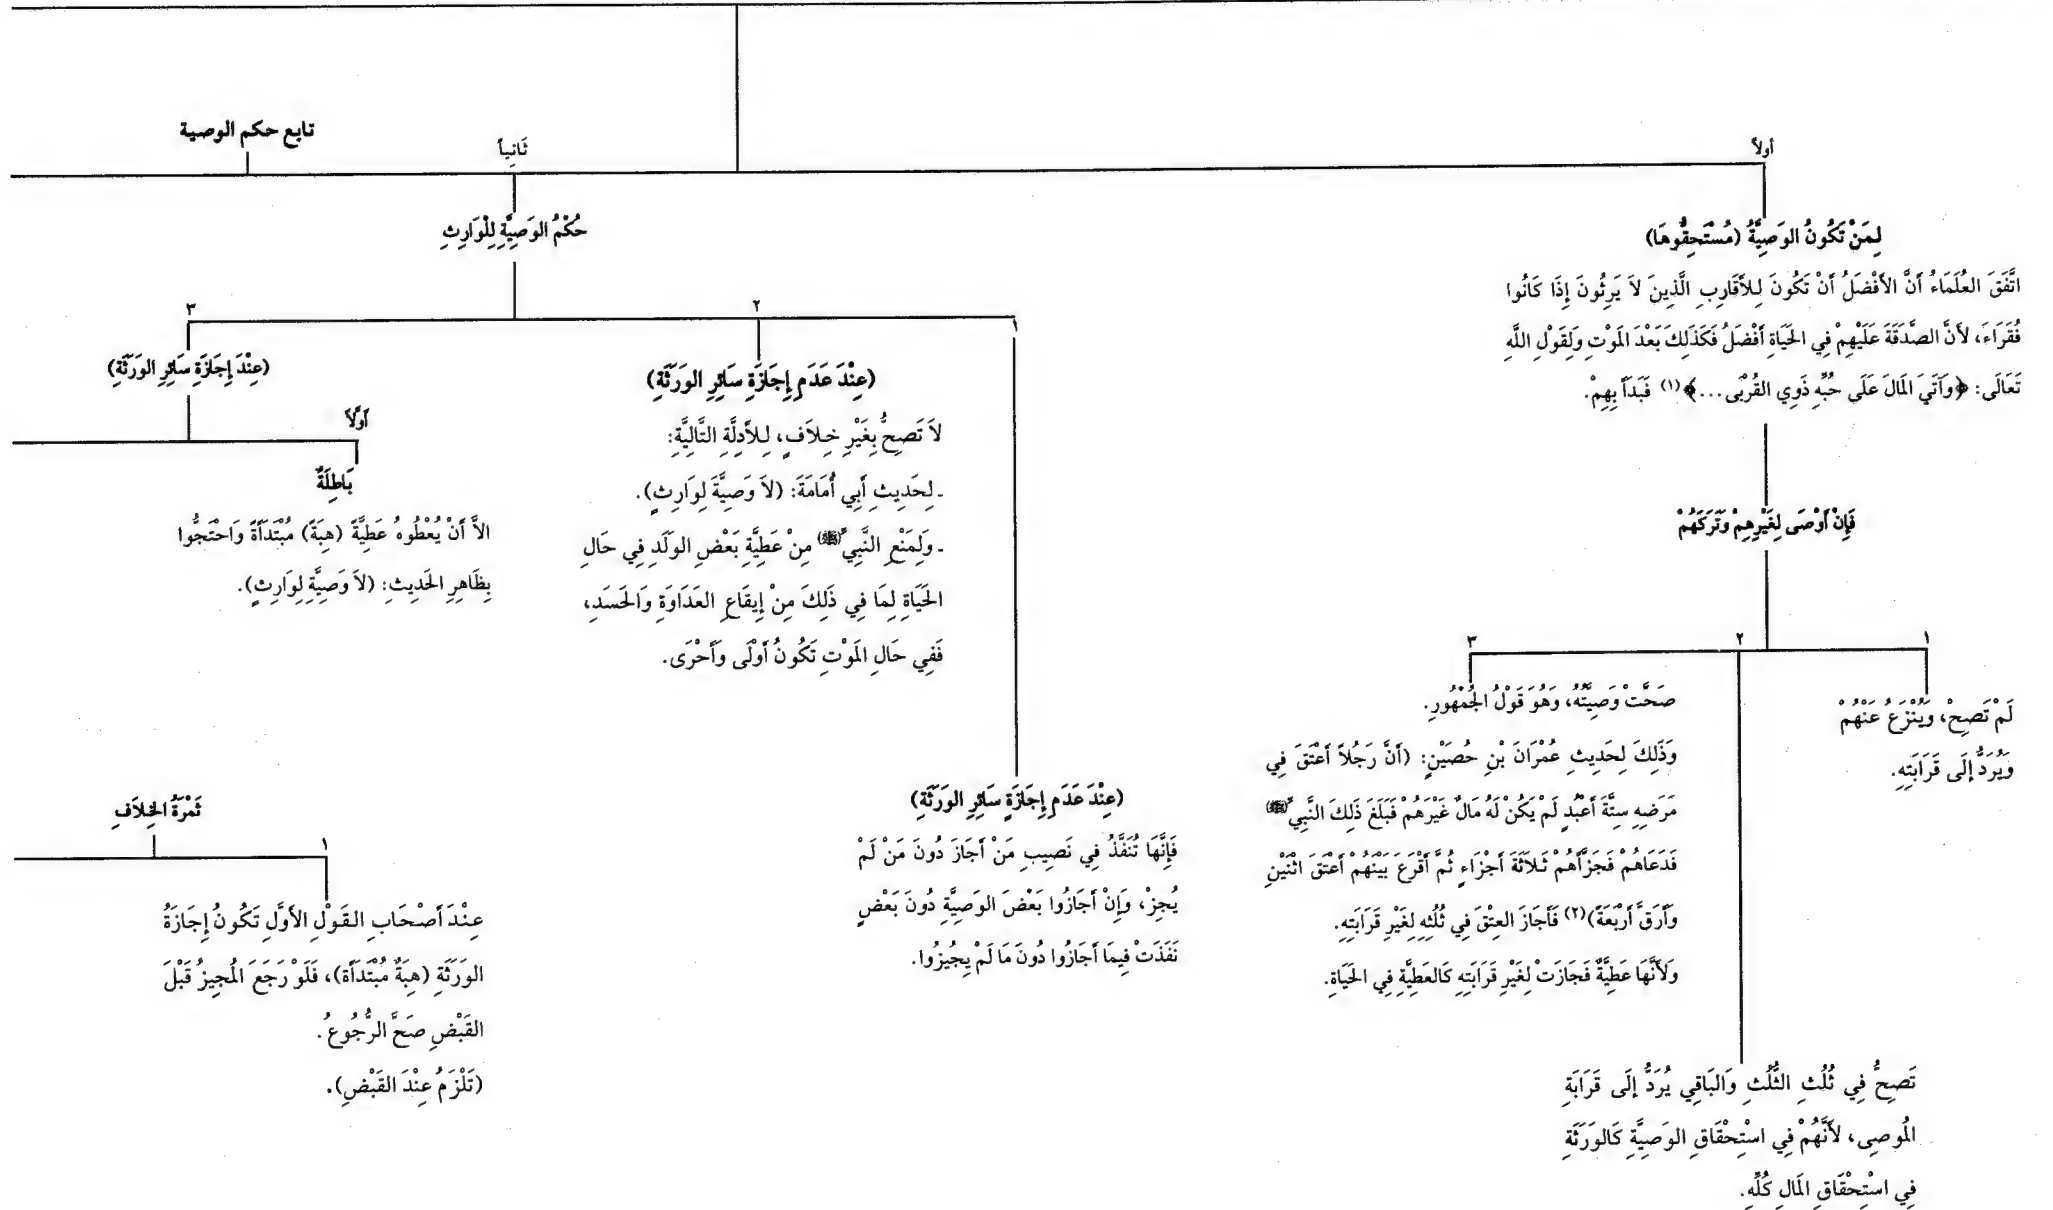 تابع حكم الوصية
أولاً
لِمَنْ تَكُونُ الوَصِيَّةُ (مُسْتَحِقُّوهَا)
اتَّفَقَ العُلَمَاء أَنَّ الأَفْضَلُ أَنْ تَكُونَ لِلأَقَارِبِ الَّذِينَ لاَ يَرِثُونَ إِذَا كَانُوا
فُقَرَاءَ، لأَنَّ الصَّدَقَةَ عَلَيْهِمْ فِي الحَيَاةِ أَفْضَلُ فَكَذَلِكَ بَعْدَ المَوْتِ وَلِقَوْلِ اللَّهِ
تَعَالَى: ﴿وَآتَى المَالَ عَلَى حُبِّهِ ذَوِي القُرْبَى...﴾(١) فَبَدَأَ بِهِمْ.
فَإِنْ أَوْصَى لِغَيْرِهِمْ وَتَرَكَهُمْ
١
لَمْ تَصِحْ، وَيُنْزَعُ عَنْهُمْ
وَيُرَدُّ إِلَى قَرَابَتِهِ.
٢
تَصِحُّ فِي ثُلُثِ الثُّلُثِ وَالبَاقِي يُرَدُّ إِلَى قَرَابَةِ
المُوصِى، لأَنَّهُمْ فِي اسْتِحْقَاقِ الوَصِيَّةِ كَالوَرَثَةِ
فِي اسْتِحْقَاقِ المَالِ كُلِّهِ.
٣
صَحَّتْ وَصِيَّتُهُ، وَهُوَ قَوْلُ الجُمْهُورِ.
وَذَلِكَ لِحَدِيثِ عُمْرَانَ بْنِ حُصَيْنٍ: (أَنَّ رَجُلاً أَعْتَقَ فِي
مَرَضِهِ سِتَّةَ أَعْبُدٍ لَمْ يَكُنْ لَهُ مَالٌ غَيْرَهُمْ فَبَلَغَ ذَلِكَ النَّبِيَّ(ﷺ)
فَدَعَاهُمْ فَجَزَّأَهُمْ ثَلاَثَةَ أَجْزَاءٍ ثُمَّ أَقْرَعَ بَيْنَهُمْ أَعْتَقَ اثْنَيْنِ
وَأَرَقَّ أَرْبَعَةً)(٢) فَأَجَازَ العِتْقَ فِي ثُلُثِهِ لِغَيْرِ قَرَابَتِهِ.
وَلأَنَّهَا عَطِيَّةٌ فَجَازَتْ لِغَيْرِ قَرَابَتِهِ كَالعَطِيَّةِ فِي الحَيَاةِ.
ثَانِياً
حُكْمُ الوَصِيَّةِ لِلْوَارِثِ
١
(عِنْدَ عَدَمِ إِجَازَةِ سَائِرِ الوَرَثَةِ)
فَإِنَّهَا تُنَفَّذُ فِي نَصِيبِ مَنْ أَجَازَ دُونَ مَنْ لَمْ
يُجِزْ، وَإِنْ أَجَازُوا بَعْضَ الوَصِيَّةِ دُونَ بَعْضٍ
نَفَذَتْ فِيمَا أَجَازُوا دُونَ مَا لَمْ يِجِيزُوا.
٢
(عِنْدَ عَدَمِ إِجَازَةِ سَائِرِ الوَرَثَةِ)
لاَ تَصِحُّ بِغَيْرِ خِلاَفٍ، لِلأَدِلَّةِ التَّالِيَّةِ:
ـ لِحَدِيثِ أَبِي أُمَامَةَ: (لاَ وَصِيَّةَ لِوَارِثٍ).
ـ وَلِمَنْعِ النَّبِيِّ(ﷺ) مِنْ عَطِيَّةِ بَعْضِ الوَلَدِ فِي حَالِ
الحَيَاةِ لِمَا فِي ذَلِكَ مِنْ إِيقَاعِ العَدَاوَةِ وَالحَسَدِ،
فَفِي حَالِ المَوْتِ تَكُونُ أَوْلَى وَأَحْرَى.
٣
(عِنْدَ إِجَازَةِ سَائِرِ الوَرَثَةِ)
أَوَلاً
بَاطِلَةٌ
الاَّ أَنْ يُعْطُوهُ عَطِيَّةً (هِبَةً) مُبْتَدَأَةً وَاحْتَجُّوا
بِظَاهِرِ الحَدِيثِ: (لاَ وَصِيَّةِ لِوَارِثٍ).
ثَمْرَةُ الخِلاَفِ
١
عِنْدَ أَصْحَابِ القَوْلِ الأَوَّلِ تَكُونُ إِجَازَةُ
الوَرَثَةِ (هِبَةٌ مُبْتَدَأَة)، فَلَوْ رَجَعَ المُجِيزُ قَبْلَ
القَبْضِ صَحَّ الرُّجُوعُ.
(تَلْزَمُ عِنْدَ القَبْضِ).